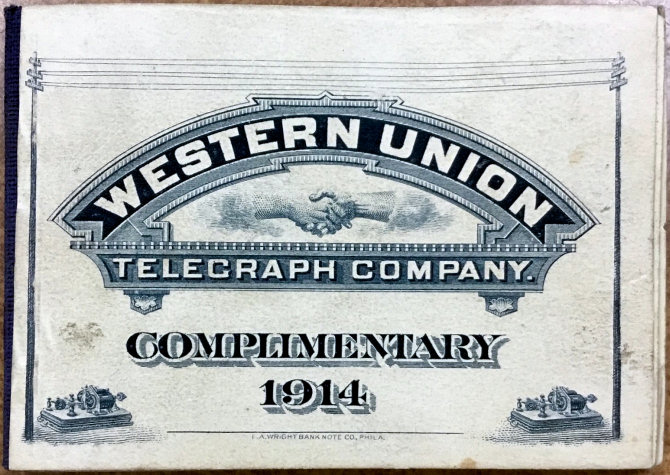 WESTERN UNION
TELEGRAPH COMPANY.
COMPLIMENTARY
1914
E.A.WRIGHT BANK NOTE CO., PHILA.